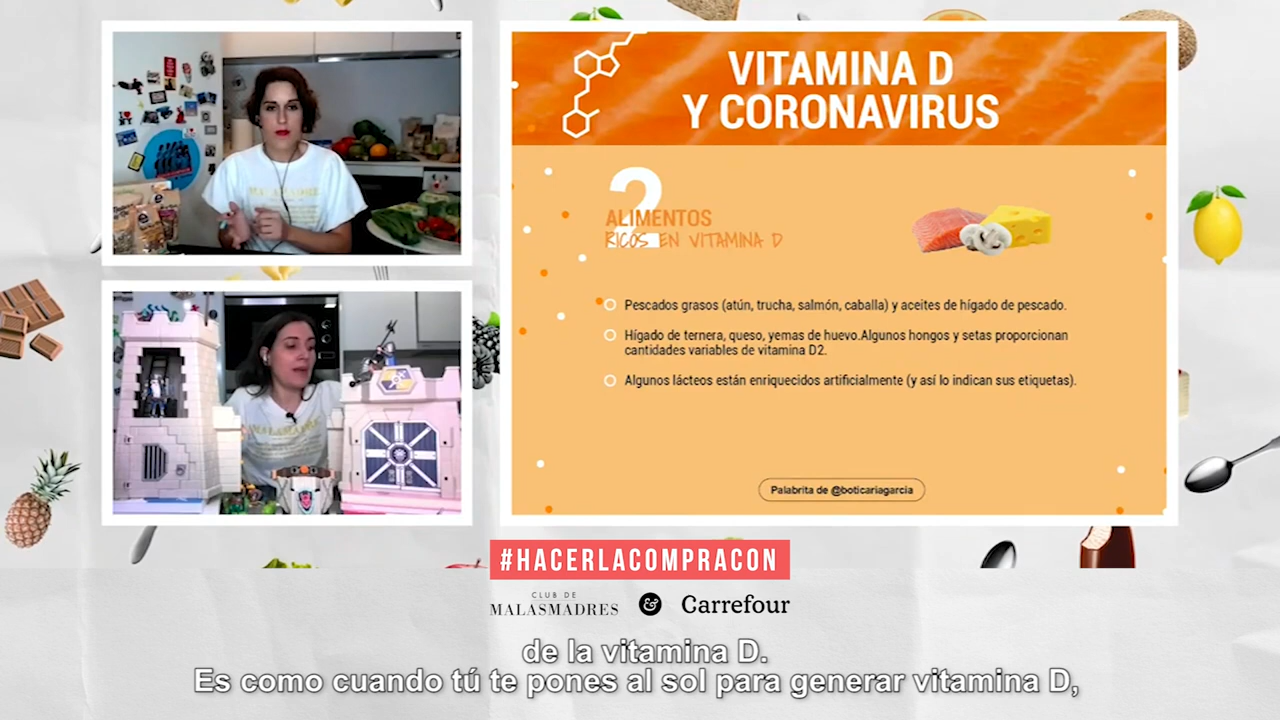 VITAMINA D
Y CORONAVIRUS
2
ALIMENTOS
RICOS EN VITAMINA D
Pescados grasos (atún, trucha, salmón, caballa) y aceites de hígado de pescado.
Hígado de ternera, queso, yemas de huevo.Algunos hongos y setas proporcionan
cantidades variables de vitamina D2.
Algunos lácteos están enriquecidos artificialmente (y así lo indican sus etiquetas).
Palabrita de @boticariagarcia
MALASMADRE
MALASMADRE
#HACERLACOMPRACON
CLUB DE
MALASMADRES & Carrefour
de la vitamina D.
Es como cuando tú te pones al sol para generar vitamina D,